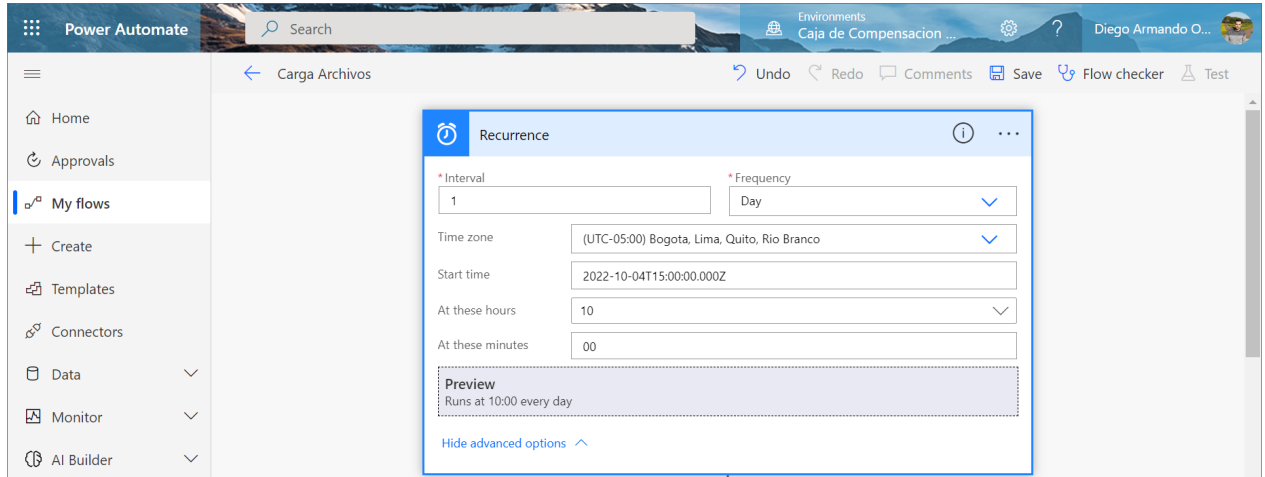 Power Automate
Search
Environments
Caja de Compensacion ...
?
Diego Armando O...
Carga Archivos
Undo
Redo
Comments
Save
Flow checker
Test
Home
Approvals
My flows
Create
Templates
Connectors
Data
Monitor
AI Builder
Recurrence
...
* Interval
* Frequency
1
Day
Time zone
(UTC-05:00) Bogota, Lima, Quito, Rio Branco
Start time
2022-10-04T15:00:00.000Z
At these hours
10
At these minutes
00
Preview
Runs at 10:00 every day
Hide advanced options